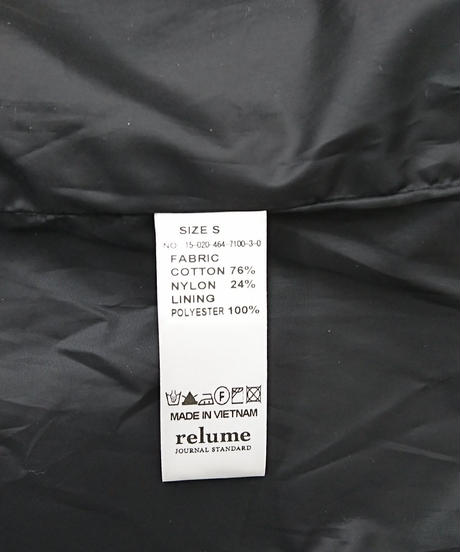 SIZE S
NO. 15-020-464-7100-3-0
FABRIC
COTTON 76%
NYLON 24%
LINING
POLYESTER 100%
MADE IN VIETNAM
relume
JOURNAL STANDARD